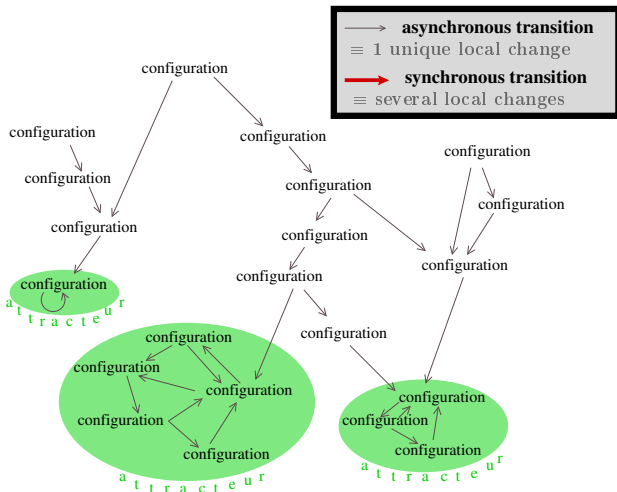 asynchronous transition
≡ 1 unique local change
synchronous transition
≡ several local changes
configuration
configuration
configuration
configuration
configuration
configuration
configuration
configuration
configuration
configuration
configuration
configuration
attracteur
configuration
configuration
configuration
configuration
configuration
configuration
attracteur
configuration
configuration
configuration
attracteur